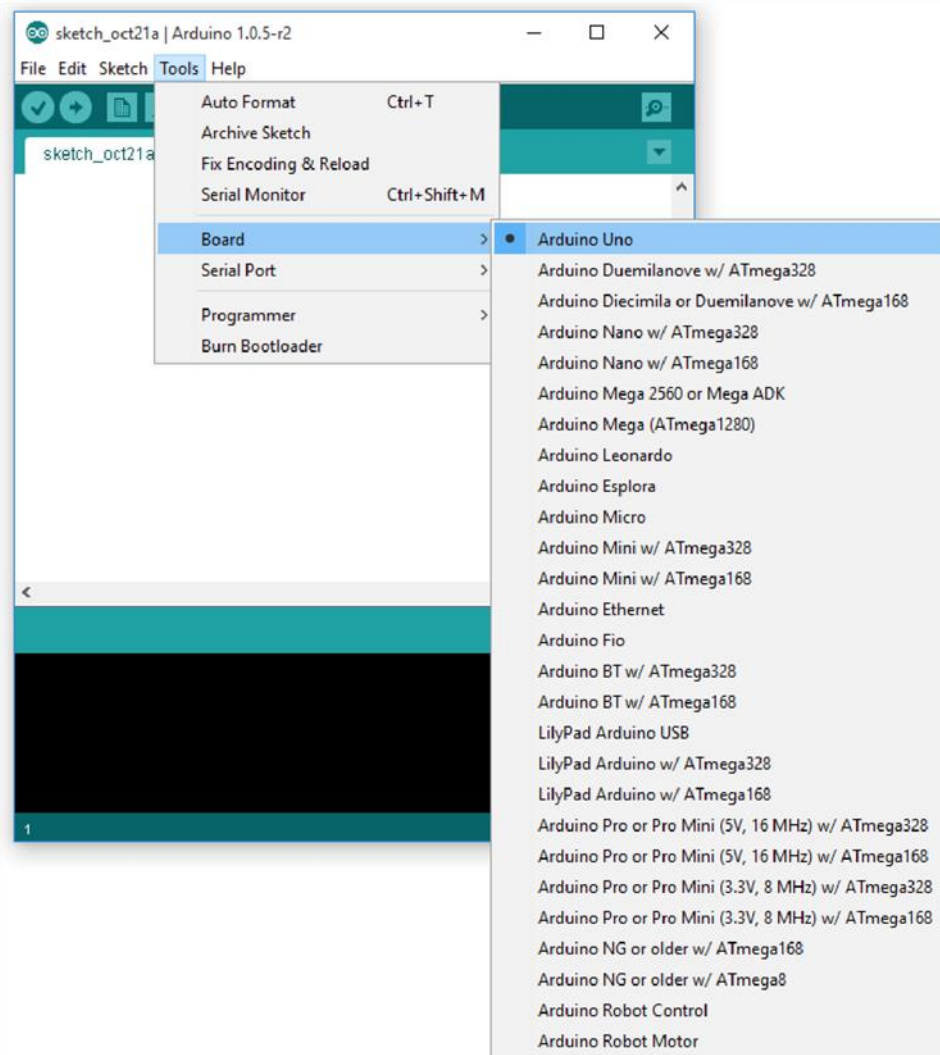 sketch_oct21a | Arduino 1.0.5-r2
File Edit Sketch Tools Help
sketch_oct21a
Auto Format Ctrl+T
Archive Sketch
Fix Encoding & Reload
Serial Monitor Ctrl+Shift+M
Board
Serial Port
Programmer
Burn Bootloader
Arduino Uno
Arduino Duemilanove w/ ATmega328
Arduino Diecimila or Duemilanove w/ ATmega168
Arduino Nano w/ ATmega328
Arduino Nano w/ ATmega168
Arduino Mega 2560 or Mega ADK
Arduino Mega (ATmega1280)
Arduino Leonardo
Arduino Esplora
Arduino Micro
Arduino Mini w/ ATmega328
Arduino Mini w/ ATmega168
Arduino Ethernet
Arduino Fio
Arduino BT w/ ATmega328
Arduino BT w/ ATmega168
LilyPad Arduino USB
LilyPad Arduino w/ ATmega328
LilyPad Arduino w/ ATmega168
Arduino Pro or Pro Mini (5V, 16 MHz) w/ ATmega328
Arduino Pro or Pro Mini (5V, 16 MHz) w/ ATmega168
Arduino Pro or Pro Mini (3.3V, 8 MHz) w/ ATmega328
Arduino Pro or Pro Mini (3.3V, 8 MHz) w/ ATmega168
Arduino NG or older w/ ATmega168
Arduino NG or older w/ ATmega8
Arduino Robot Control
Arduino Robot Motor
1